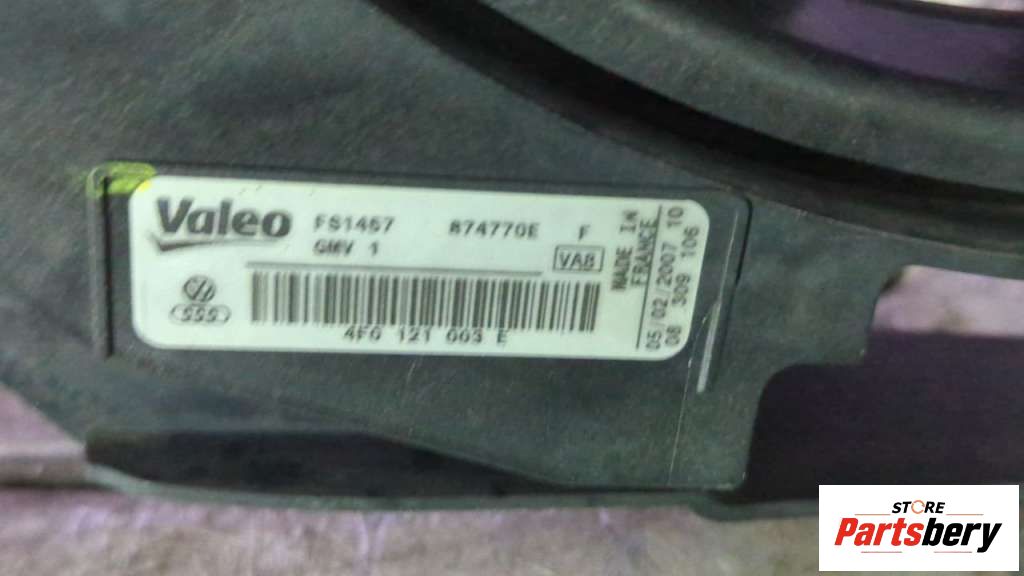 Valeo FS1457 874770E F
GMV 1 VAB
4F0 121 003 E
MADE IN
FRANCE
05/02/2007 10
08 309 106
STORE
Partsbery